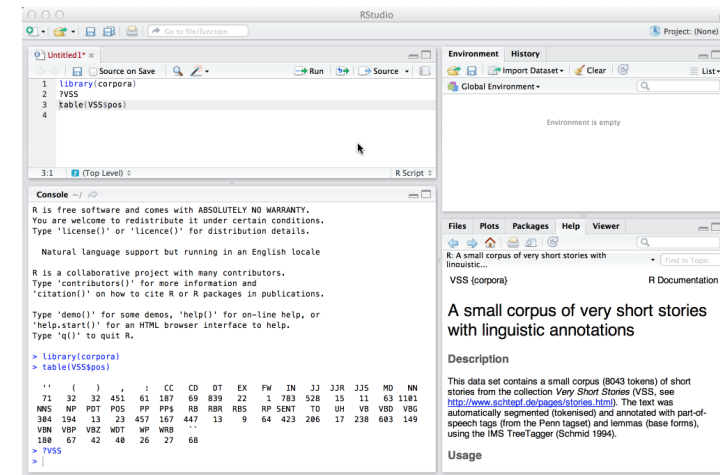 RStudio
Go to file/function
Project: (None)
Untitled1* ×
Source on Save
Run
Source
1 library(corpora)
2 ?VSS
3 table(VSS$pos)
4
3:1 (Top Level) R Script
Console ~/
R is free software and comes with ABSOLUTELY NO WARRANTY.
You are welcome to redistribute it under certain conditions.
Type 'license()' or 'licence()' for distribution details.
Natural language support but running in an English locale
R is a collaborative project with many contributors.
Type 'contributors()' for more information and
'citation()' on how to cite R or R packages in publications.
Type 'demo()' for some demos, 'help()' for on-line help, or
'help.start()' for an HTML browser interface to help.
Type 'q()' to quit R.
> library(corpora)
> table(VSS$pos)
'' ( ) , : CC CD DT EX FW IN JJ JJR JJS MD NN
71 32 32 451 61 187 69 839 22 1 783 528 15 11 63 1101
NNS NP PDT POS PP PP$ RB RBR RBS RP SENT TO UH VB VBD VBG
304 194 13 23 457 167 447 13 9 64 423 206 17 238 603 149
VBN VBP VBZ WDT WP WRB ``
180 67 42 40 26 27 68
> ?VSS
>
Environment History
Import Dataset Clear List
Global Environment
Environment is empty
Files Plots Packages Help Viewer
R: A small corpus of very short stories with linguistic...
Find in Topic
VSS {corpora} R Documentation
A small corpus of very short stories
with linguistic annotations
Description
This data set contains a small corpus (8043 tokens) of short
stories from the collection Very Short Stories (VSS, see
http://www.schtepf.de/pages/stories.html). The text was
automatically segmented (tokenised) and annotated with part-of-
speech tags (from the Penn tagset) and lemmas (base forms),
using the IMS TreeTagger (Schmid 1994).
Usage